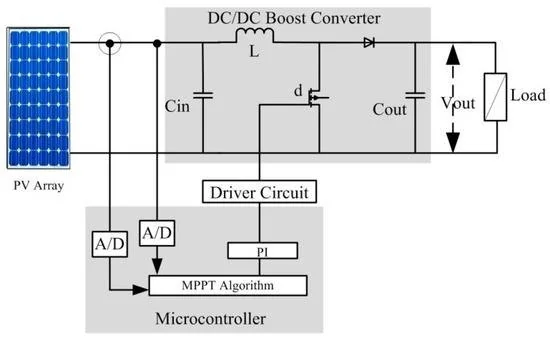 DC/DC Boost Converter
L
d
Cin
Cout
Vout
Load
PV Array
Driver Circuit
A/D
A/D
PI
MPPT Algorithm
Microcontroller